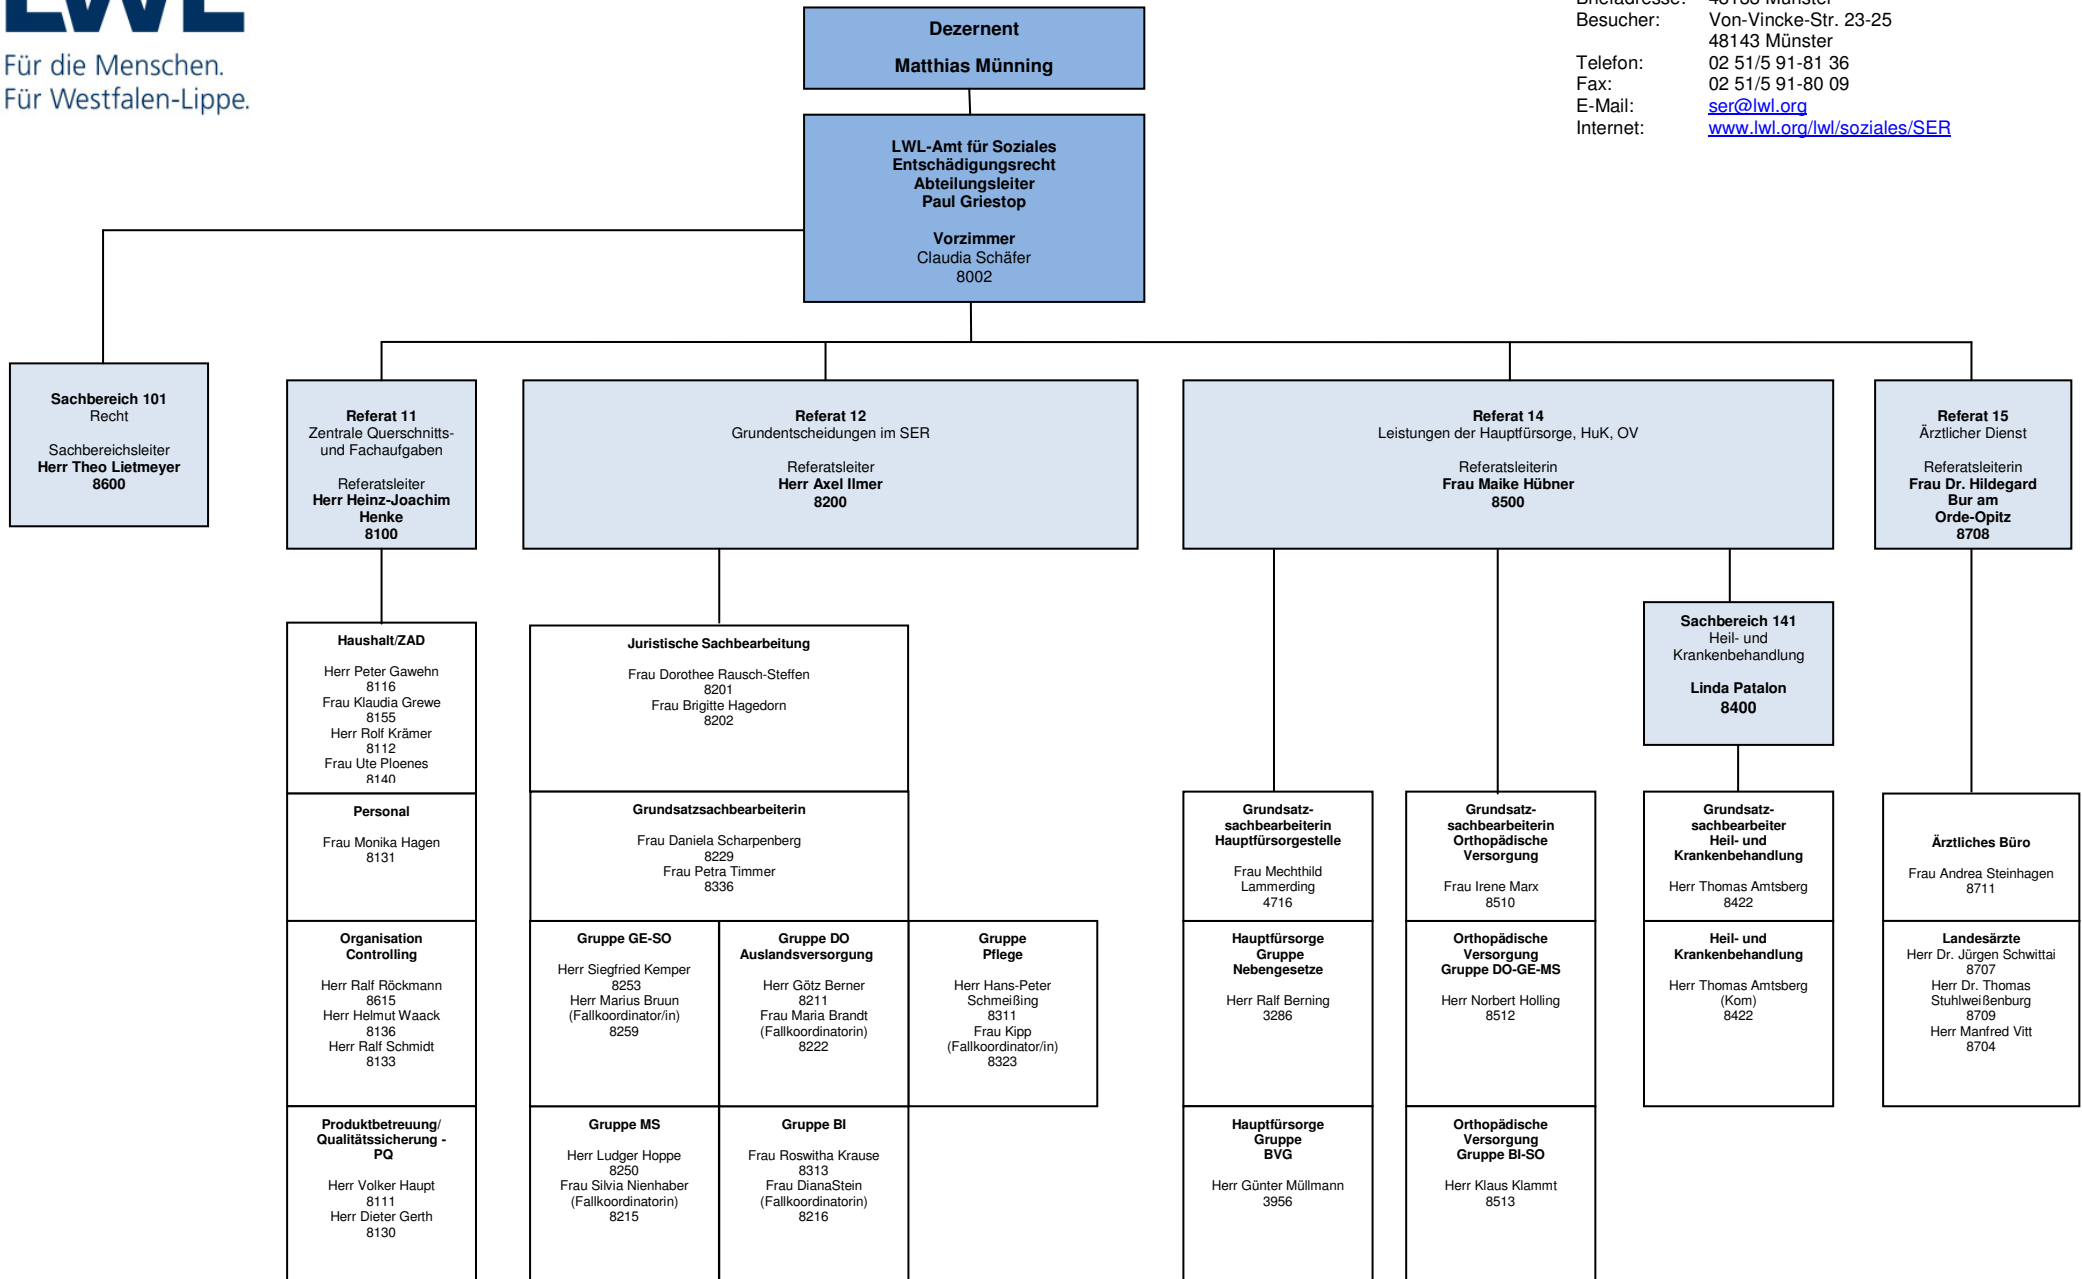 LWL
Für die Menschen.
Für Westfalen-Lippe.
Dezernent
Matthias Münning
Briefadresse: 48133 Münster
Besucher: Von-Vincke-Str. 23-25
48143 Münster
Telefon: 02 51/5 91-81 36
Fax: 02 51/5 91-80 09
E-Mail: ser@lwl.org
Internet: www.lwl.org/lwl/soziales/SER
LWL-Amt für Soziales
Entschädigungsrecht
Abteilungsleiter
Paul Griestop
Vorzimmer
Claudia Schäfer
8002
Sachbereich 101
Recht
Sachbereichsleiter
Herr Theo Lietmeyer
8600
Referat 11
Zentrale Querschnitts-
und Fachaufgaben
Referatsleiter
Herr Heinz-Joachim
Henke
8100
Referat 12
Grundentscheidungen im SER
Referatsleiter
Herr Axel Ilmer
8200
Referat 14
Leistungen der Hauptfürsorge, HuK, OV
Referatsleiterin
Frau Maike Hübner
8500
Referat 15
Ärztlicher Dienst
Referatsleiterin
Frau Dr. Hildegard
Bur am
Orde-Opitz
8708
Haushalt/ZAD
Herr Peter Gawehn
8116
Frau Klaudia Grewe
8155
Herr Rolf Krämer
8112
Frau Ute Ploenes
8140
Personal
Frau Monika Hagen
8131
Organisation
Controlling
Herr Ralf Röckmann
8615
Herr Helmut Waack
8136
Herr Ralf Schmidt
8133
Produktbetreuung/
Qualitätssicherung -
PQ
Herr Volker Haupt
8111
Herr Dieter Gerth
8130
Juristische Sachbearbeitung
Frau Dorothee Rausch-Steffen
8201
Frau Brigitte Hagedorn
8202
Grundsatzsachbearbeiterin
Frau Daniela Scharpenberg
8229
Frau Petra Timmer
8336
Gruppe GE-SO
Herr Siegfried Kemper
8253
Herr Marius Bruun
(Fallkoordinator/in)
8259
Gruppe DO
Auslandsversorgung
Herr Götz Berner
8211
Frau Maria Brandt
(Fallkoordinatorin)
8222
Gruppe
Pflege
Herr Hans-Peter
Schmeißing
8311
Frau Kipp
(Fallkoordinator/in)
8323
Gruppe MS
Herr Ludger Hoppe
8250
Frau Silvia Nienhaber
(Fallkoordinatorin)
8215
Gruppe BI
Frau Roswitha Krause
8313
Frau DianaStein
(Fallkoordinatorin)
8216
Sachbereich 141
Heil- und
Krankenbehandlung
Linda Patalon
8400
Grundsatz-
sachbearbeiterin
Hauptfürsorgestelle
Frau Mechthild
Lammerding
4716
Grundsatz-
sachbearbeiterin
Orthopädische
Versorgung
Frau Irene Marx
8510
Grundsatz-
sachbearbeiter
Heil- und
Krankenbehandlung
Herr Thomas Amtsberg
8422
Ärztliches Büro
Frau Andrea Steinhagen
8711
Hauptfürsorge
Gruppe
Nebengesetze
Herr Ralf Berning
3286
Orthopädische
Versorgung
Gruppe DO-GE-MS
Herr Norbert Holling
8512
Heil- und
Krankenbehandlung
Herr Thomas Amtsberg
(Kom)
8422
Landesärzte
Herr Dr. Jürgen Schwittai
8707
Herr Dr. Thomas
Stuhlweißenburg
8709
Herr Manfred Vitt
8704
Hauptfürsorge
Gruppe
BVG
Herr Günter Müllmann
3956
Orthopädische
Versorgung
Gruppe BI-SO
Herr Klaus Klammt
8513